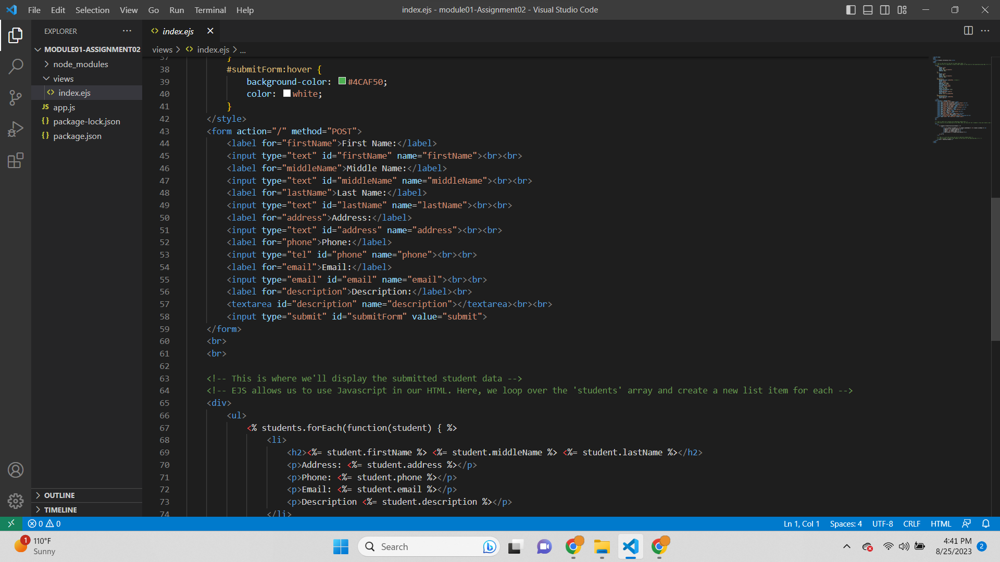 File Edit Selection View Go Run Terminal Help
index.ejs - module01-Assignment02 - Visual Studio Code
EXPLORER
MODULE01-ASSIGNMENT02
node_modules
views
index.ejs
JS app.js
{} package-lock.json
{} package.json
OUTLINE
TIMELINE
index.ejs
views > index.ejs > ...
37 }
38 #submitForm:hover {
39 background-color: #4CAF50;
40 color: white;
41 }
42 </style>
43 <form action="/" method="POST">
44 <label for="firstName">First Name:</label>
45 <input type="text" id="firstName" name="firstName"><br><br>
46 <label for="middleName">Middle Name:</label>
47 <input type="text" id="middleName" name="middleName"><br><br>
48 <label for="lastName">Last Name:</label>
49 <input type="text" id="lastName" name="lastName"><br><br>
50 <label for="address">Address:</label>
51 <input type="text" id="address" name="address"><br><br>
52 <label for="phone">Phone:</label>
53 <input type="tel" id="phone" name="phone"><br><br>
54 <label for="email">Email:</label>
55 <input type="email" id="email" name="email"><br><br>
56 <label for="description">Description:</label><br>
57 <textarea id="description" name="description"></textarea><br><br>
58 <input type="submit" id="submitForm" value="submit">
59 </form>
60 <br>
61 <br>
62
63 <!-- This is where we'll display the submitted student data -->
64 <!-- EJS allows us to use Javascript in our HTML. Here, we loop over the 'students' array and create a new list item for each -->
65 <div>
66 <ul>
67 <% students.forEach(function(student) { %>
68 <li>
69 <h2><%= student.firstName %> <%= student.middleName %> <%= student.lastName %></h2>
70 <p>Address: <%= student.address %></p>
71 <p>Phone: <%= student.phone %></p>
72 <p>Email: <%= student.email %></p>
73 <p>Description <%= student.description %></p>
74 </li>
0 0
Ln 1, Col 1 Spaces: 4 UTF-8 CRLF HTML
1 110°F
Sunny
Search
4:41 PM
8/25/2023
2